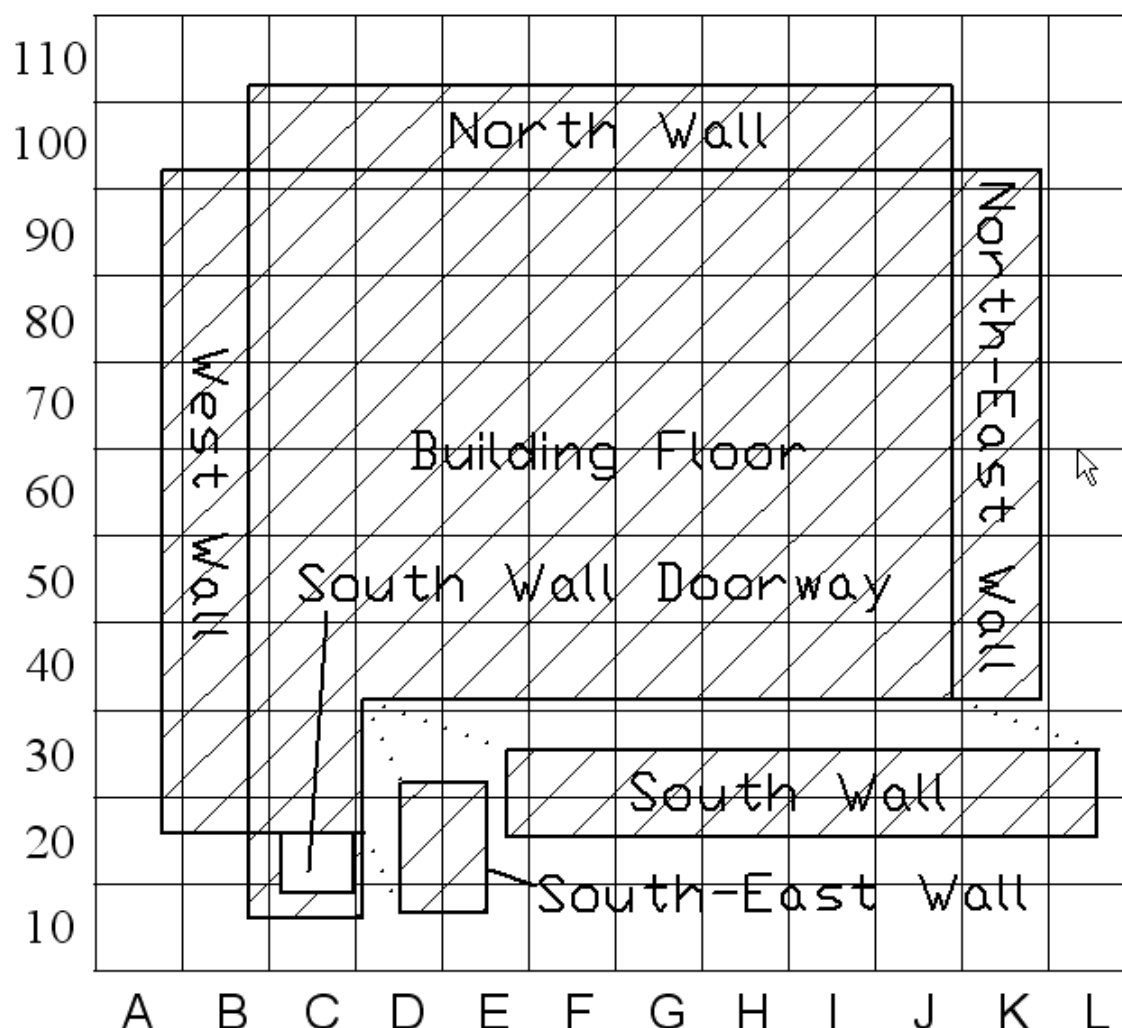 110
100
North Wall
90
North-East Wall
80
West Wall
70
Building Floor
60
50
South Wall Doorway
40
30
South Wall
20
South-East Wall
10
A B C D E F G H I J K L